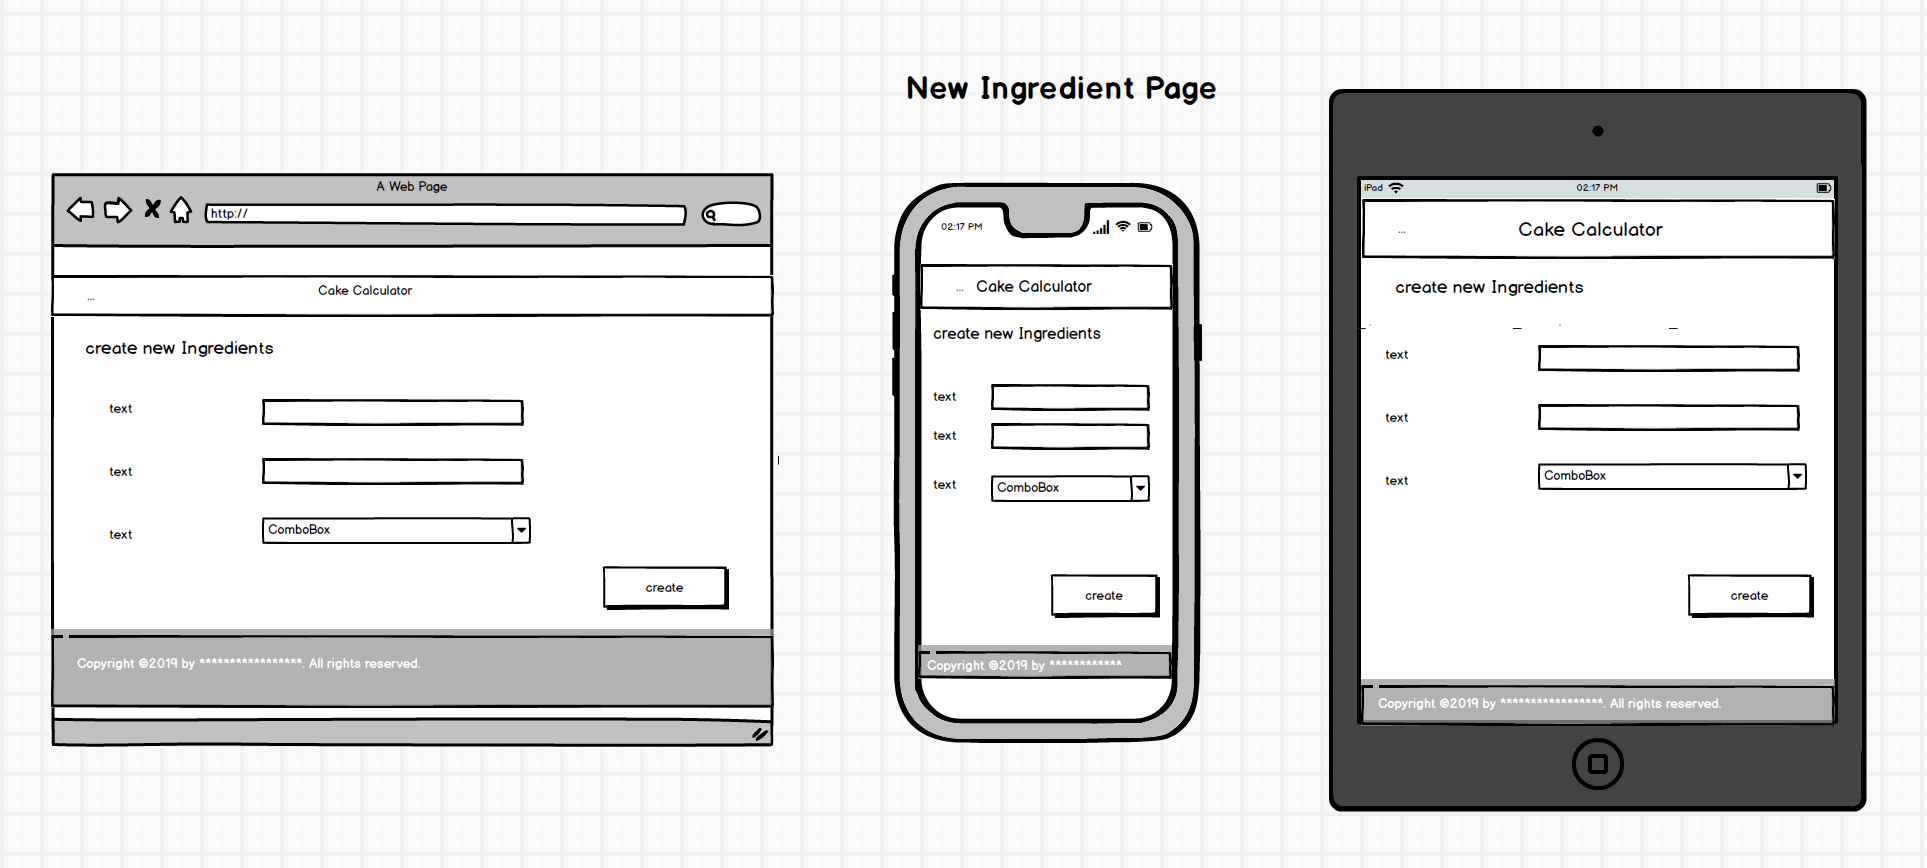 New Ingredient Page
A Web Page
http://
...
Cake Calculator
create new Ingredients
text
text
text
ComboBox
create
Copyright ©2019 by *****************. All rights reserved.
02:17 PM
...
Cake Calculator
create new Ingredients
text
text
text
ComboBox
create
Copyright ©2019 by ************
iPad
02:17 PM
...
Cake Calculator
create new Ingredients
text
text
text
ComboBox
create
Copyright ©2019 by *****************. All rights reserved.